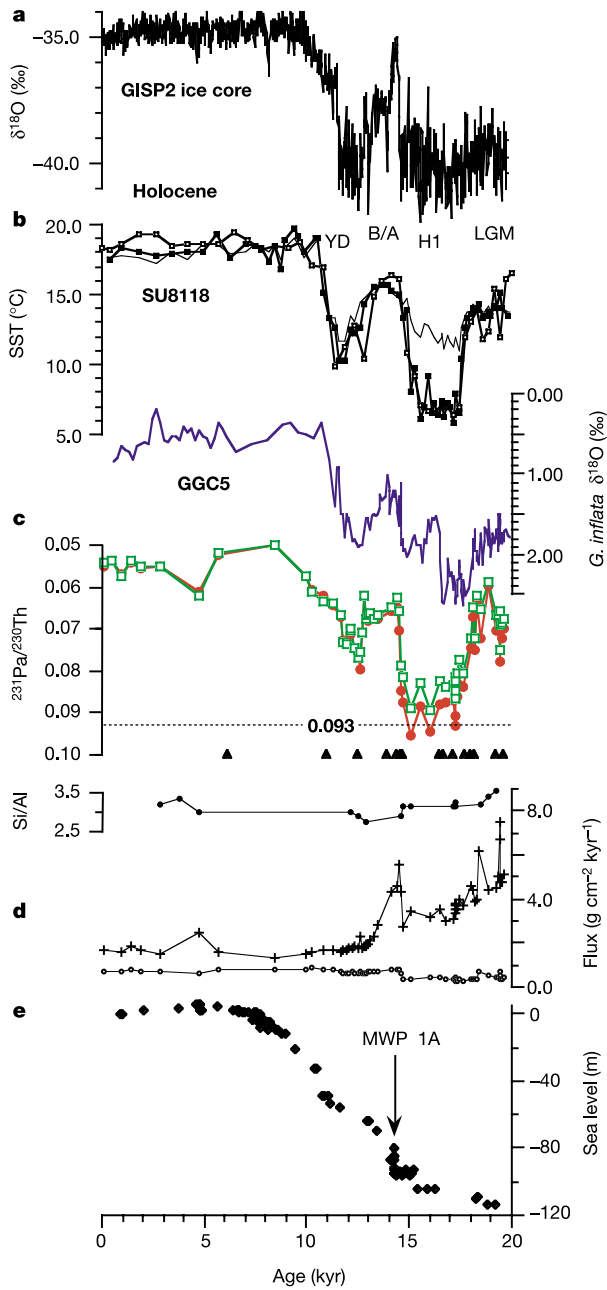 a
−35.0
δ18O (‰)
GISP2 ice core
−40.0
Holocene
b
20.0
YD
B/A
H1
LGM
15.0
SST (°C)
SU8118
10.0
5.0
0.00
GGC5
1.00
G. inflata δ18O (‰)
2.00
c
0.05
0.06
0.07
231Pa/230Th
0.08
0.09
0.093
0.10
3.5
Si/Al
2.5
8.0
d
4.0
Flux (g cm−2 kyr−1)
0.0
e
0
MWP 1A
−40
Sea level (m)
−80
−120
0
5
10
15
20
Age (kyr)